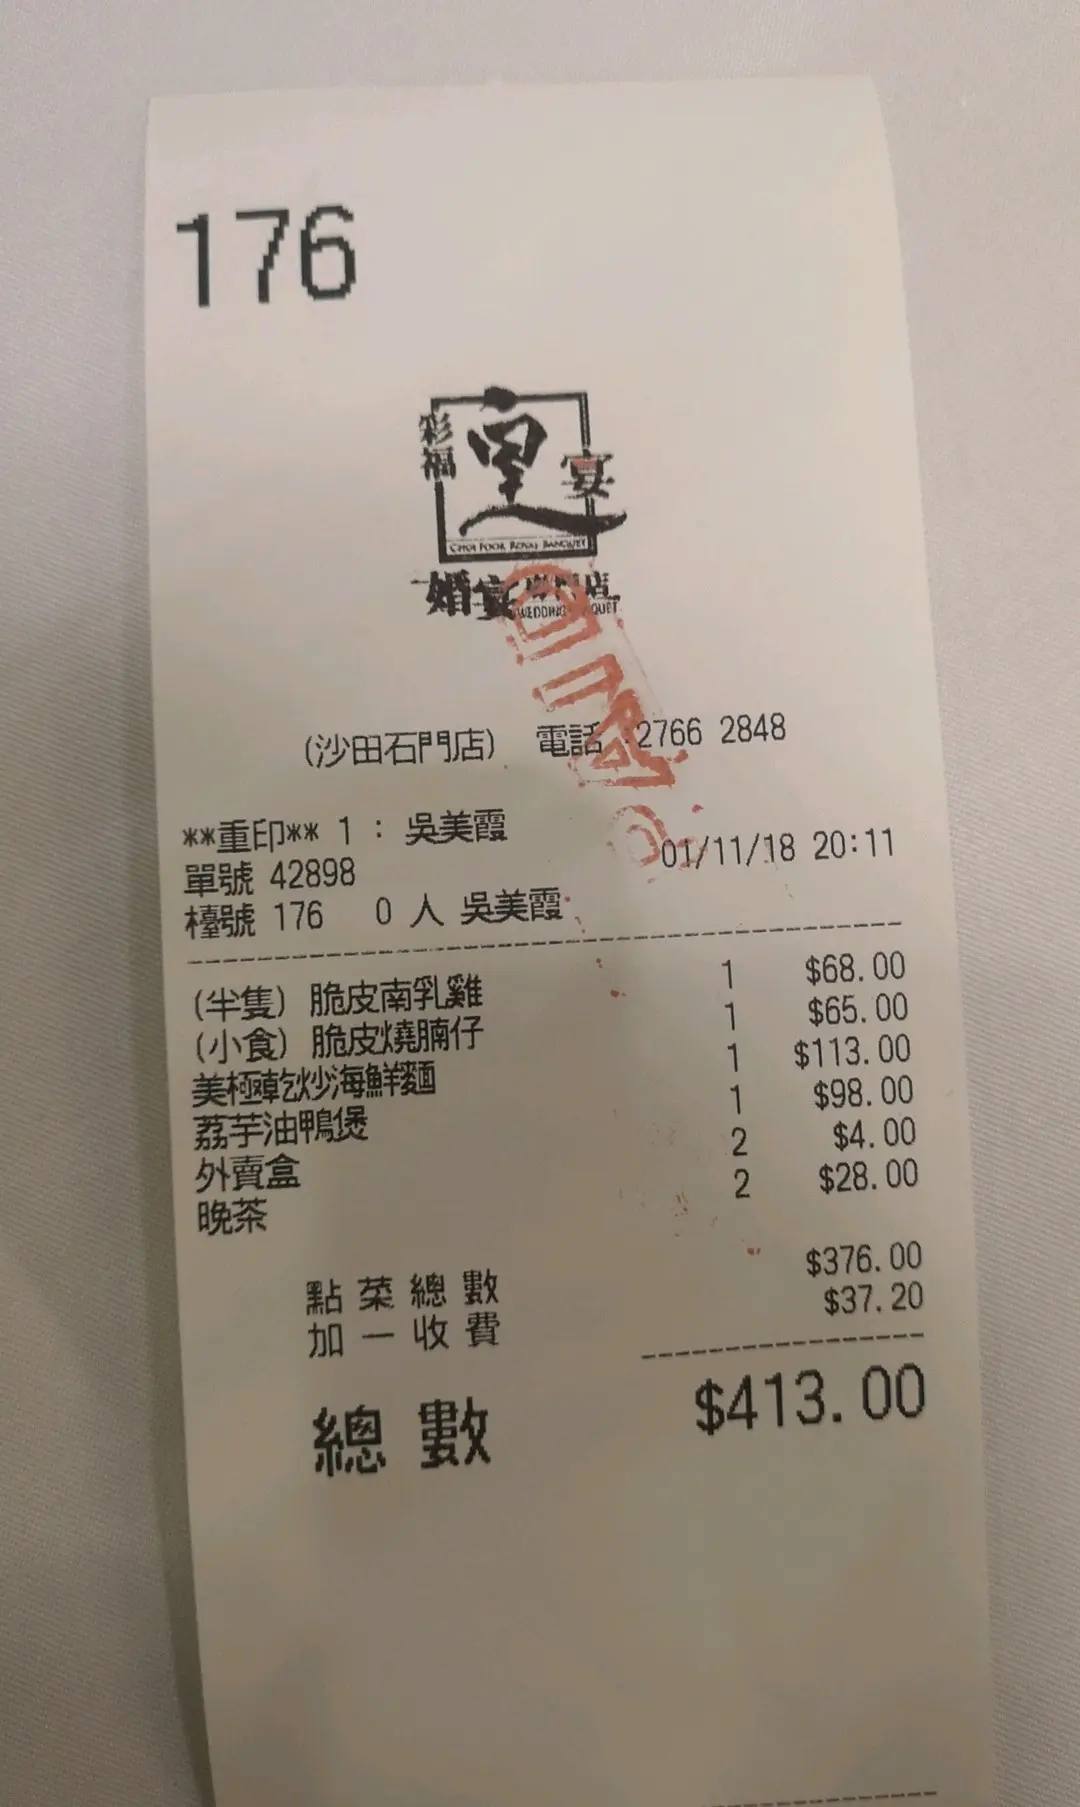 176
彩福
皇
宴
CHOI FOOK ROYAL BANQUET
婚宴
WEDDING BANQUET
(沙田石門店) 電話 :2766 2848
**重印** 1 : 吳美霞
單號 42898 01/11/18 20:11
檯號 176 0 人 吳美霞
(半隻) 脆皮南乳雞 1 $68.00
(小食) 脆皮燒腩仔 1 $65.00
美極乾炒海鮮麵 1 $113.00
荔芋油鴨煲 1 $98.00
外賣盒 2 $4.00
晚茶 2 $28.00
點菜總數 $376.00
加一收費 $37.20
總數 $413.00